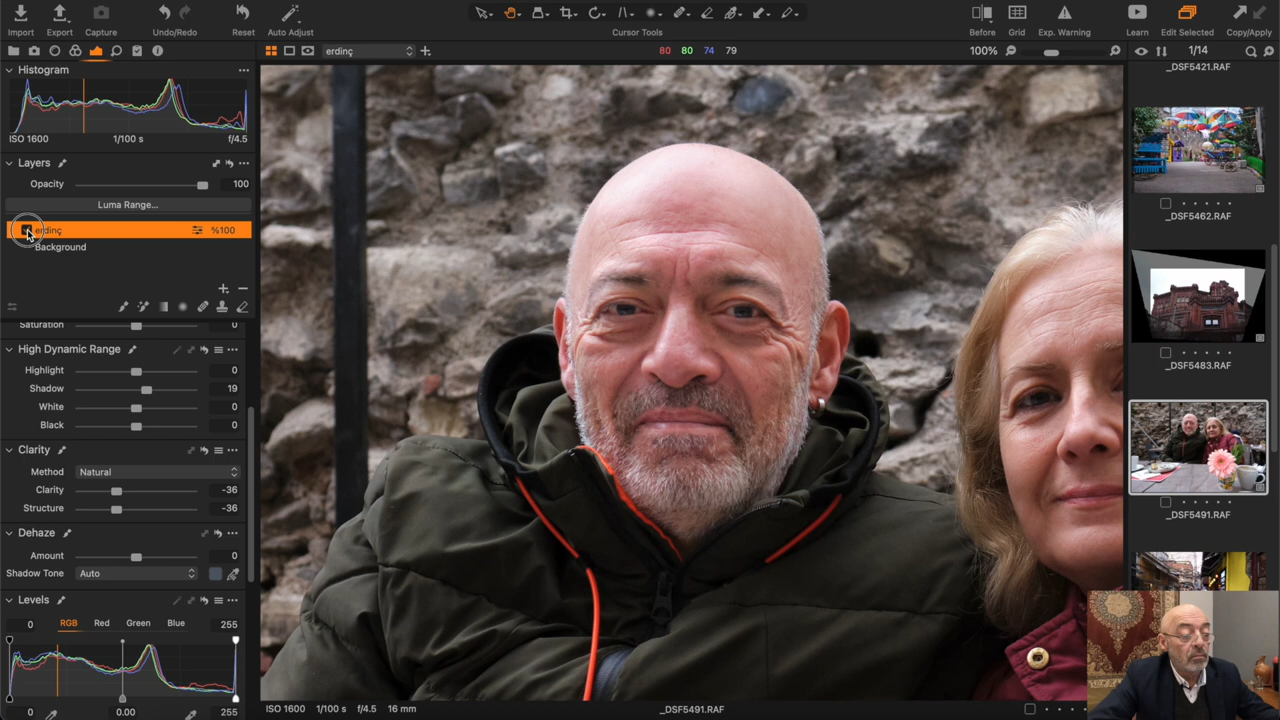 Import Export Capture Undo/Redo Reset Auto Adjust Cursor Tools Before Grid Exp. Warning Learn Edit Selected Copy/Apply
erdinç 80 80 74 79 100% 1/14
Histogram
ISO 1600 1/100 s f/4.5
Layers
Opacity 100
Luma Range...
erdinç %100
Background
Saturation 0
High Dynamic Range
Highlight 0
Shadow 19
White 0
Black 0
Clarity
Method Natural
Clarity -36
Structure -36
Dehaze
Amount 0
Shadow Tone Auto
Levels
0 RGB Red Green Blue 255
0 0.00 255
ISO 1600 1/100 s f/4.5 16 mm _DSF5491.RAF
_DSF5421.RAF
_DSF5462.RAF
_DSF5483.RAF
_DSF5491.RAF